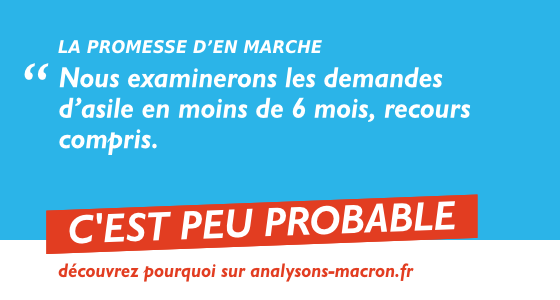 LA PROMESSE D’EN MARCHE
“ Nous examinerons les demandes
d’asile en moins de 6 mois, recours
compris.
C'EST PEU PROBABLE
découvrez pourquoi sur analysons-macron.fr